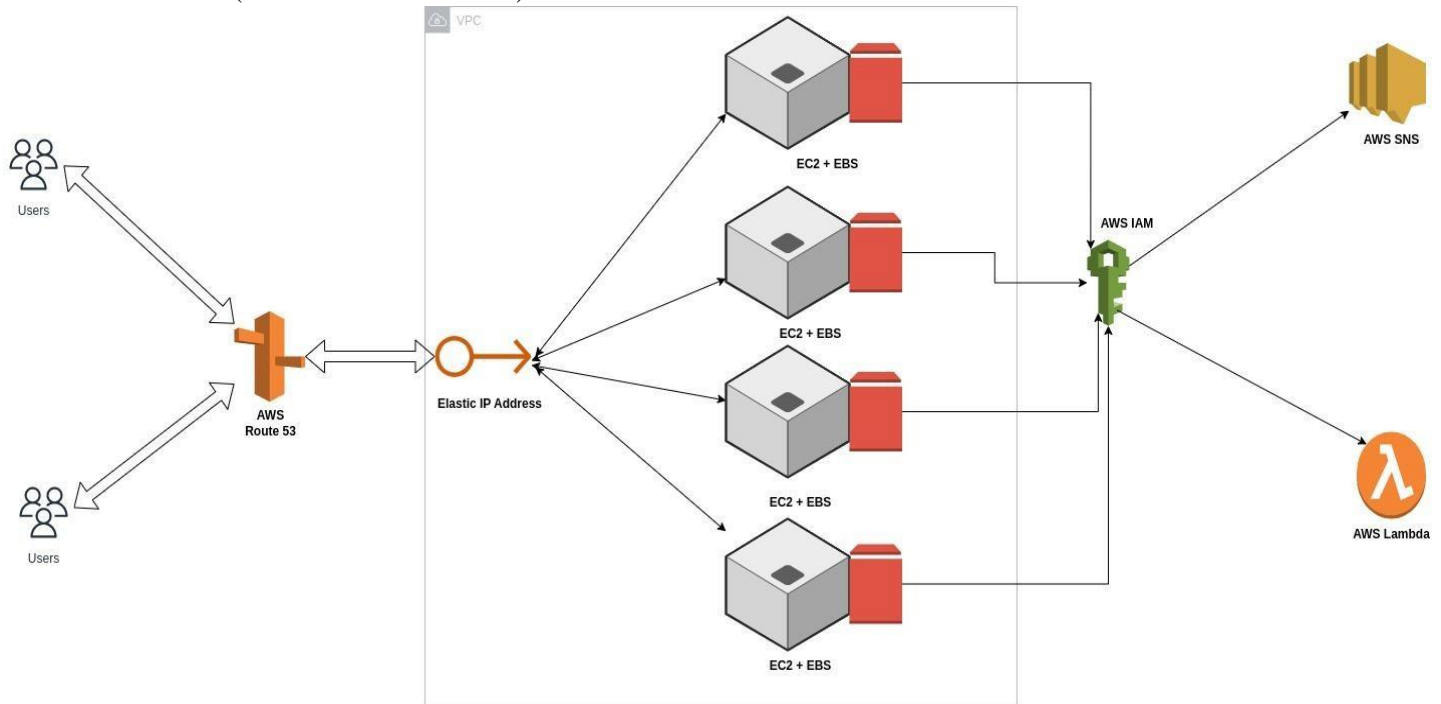 VPC
EC2 + EBS
AWS SNS
Users
AWS IAM
EC2 + EBS
Elastic IP Address
AWS
Route 53
EC2 + EBS
Users
AWS Lambda
EC2 + EBS